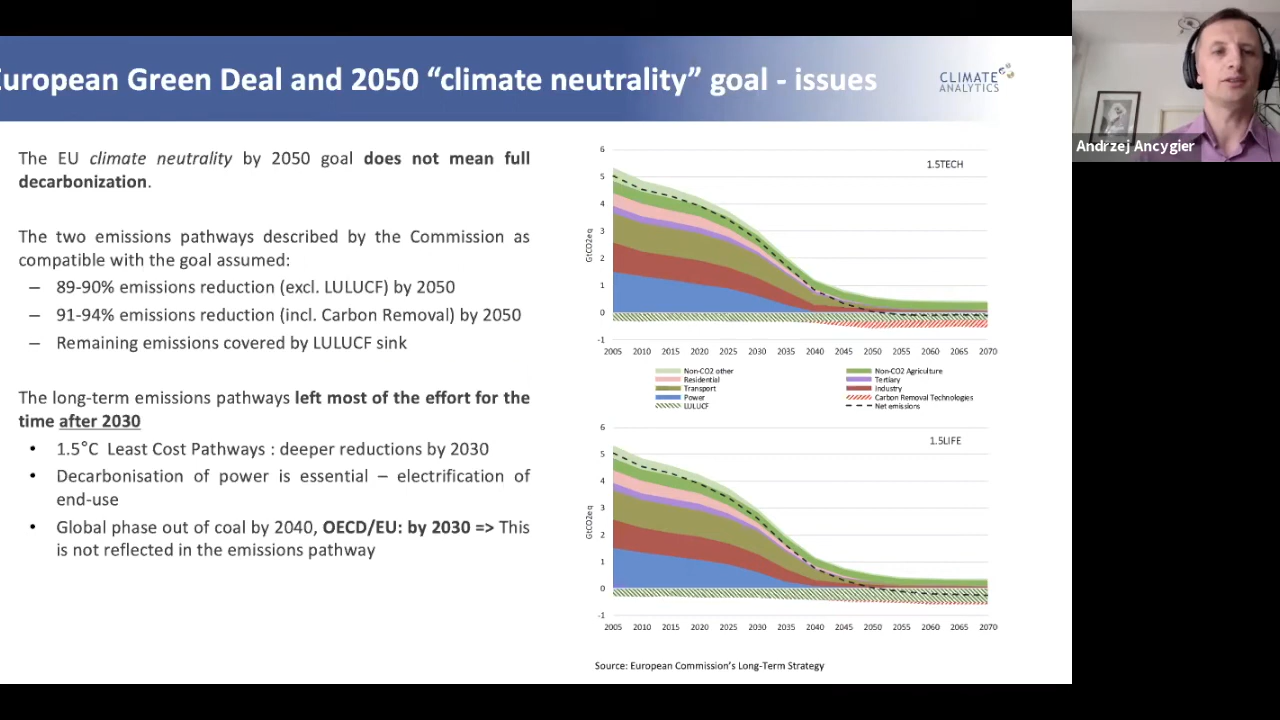 European Green Deal and 2050 “climate neutrality” goal - issues
CLIMATE
ANALYTICS
Andrzej Ancygier
The EU climate neutrality by 2050 goal does not mean full
decarbonization.
The two emissions pathways described by the Commission as
compatible with the goal assumed:
– 89-90% emissions reduction (excl. LULUCF) by 2050
– 91-94% emissions reduction (incl. Carbon Removal) by 2050
– Remaining emissions covered by LULUCF sink
The long-term emissions pathways left most of the effort for the
time after 2030
• 1.5°C Least Cost Pathways : deeper reductions by 2030
• Decarbonisation of power is essential – electrification of
end-use
• Global phase out of coal by 2040, OECD/EU: by 2030 => This
is not reflected in the emissions pathway
1.5TECH
GtCO2eq
6
5
4
3
2
1
0
-1
2005 2010 2015 2020 2025 2030 2035 2040 2045 2050 2055 2060 2065 2070
Non-CO2 other Non-CO2 Agriculture
Residential Tertiary
Transport Industry
Power Carbon Removal Technologies
LULUCF Net emissions
1.5LIFE
GtCO2eq
6
5
4
3
2
1
0
-1
2005 2010 2015 2020 2025 2030 2035 2040 2045 2050 2055 2060 2065 2070
Source: European Commission’s Long-Term Strategy